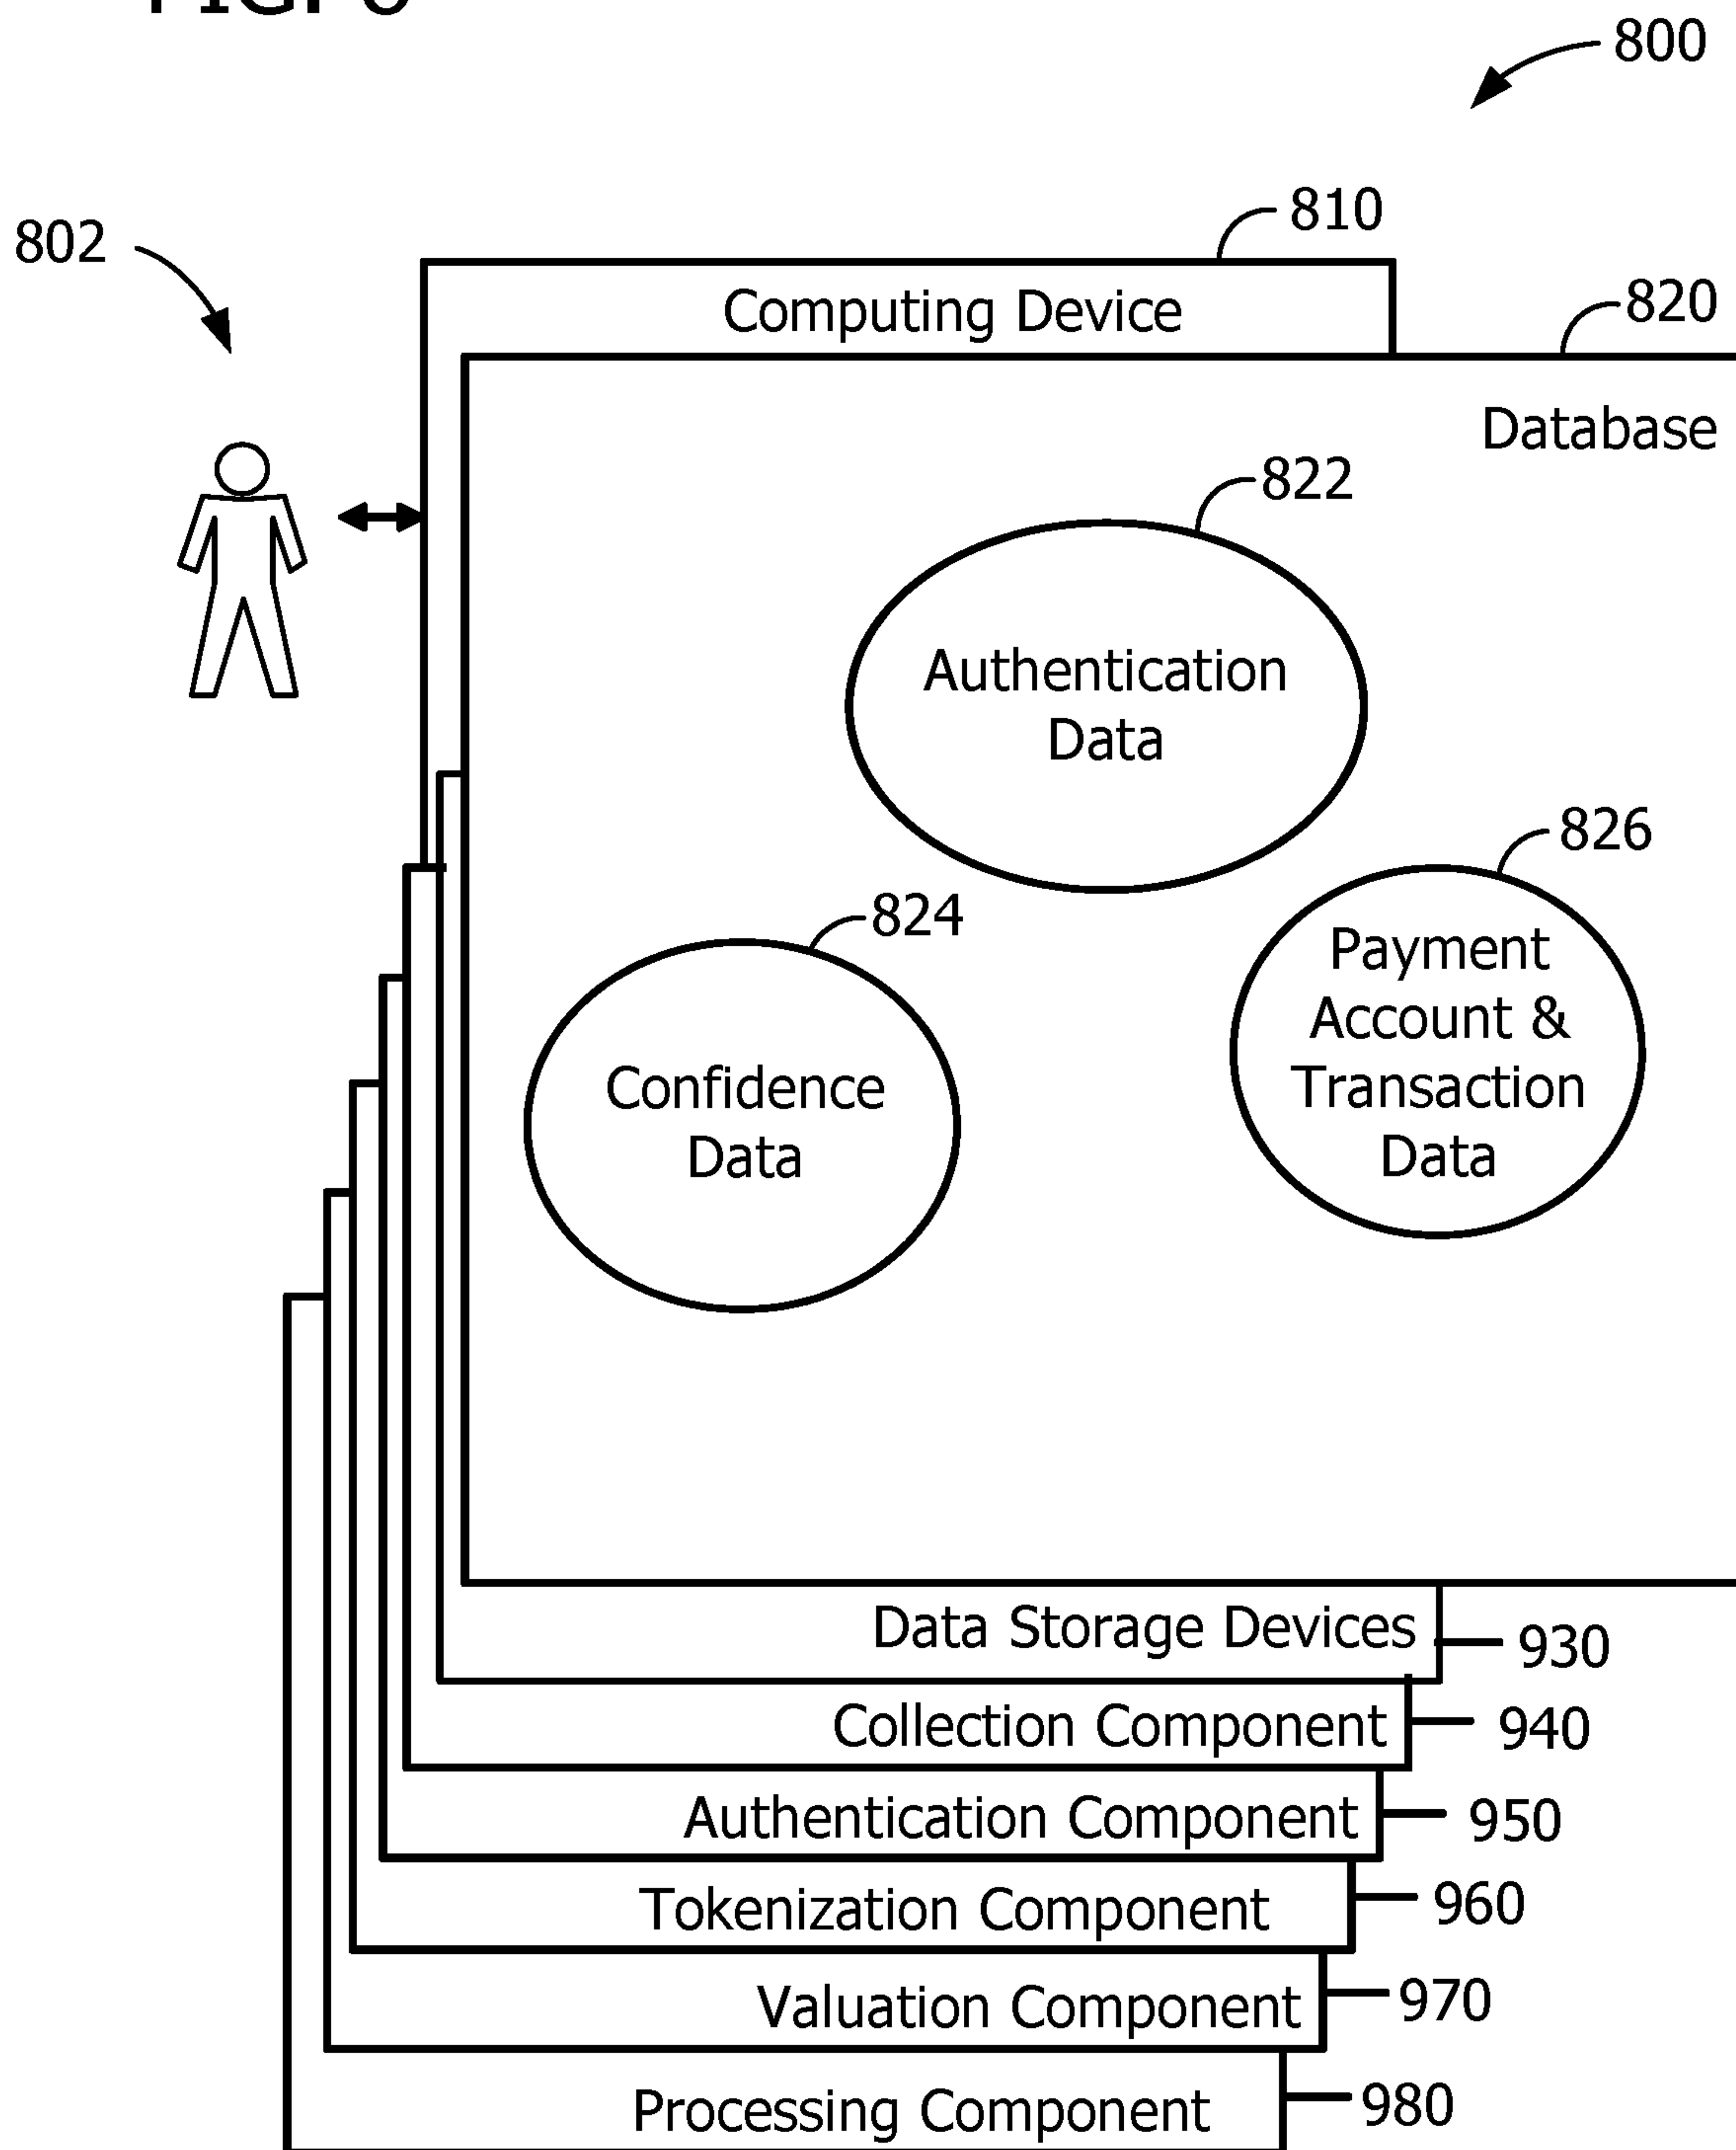 FIG.
800
802
810
Computing Device
820
Database
822
Authentication
Data
826
824
Payment
Account &
Transaction
Data
Confidence
Data
Data Storage Devices
930
Collection Component
940
Authentication Component
950
Tokenization Component
960
Valuation Component
970
Processing Component
980